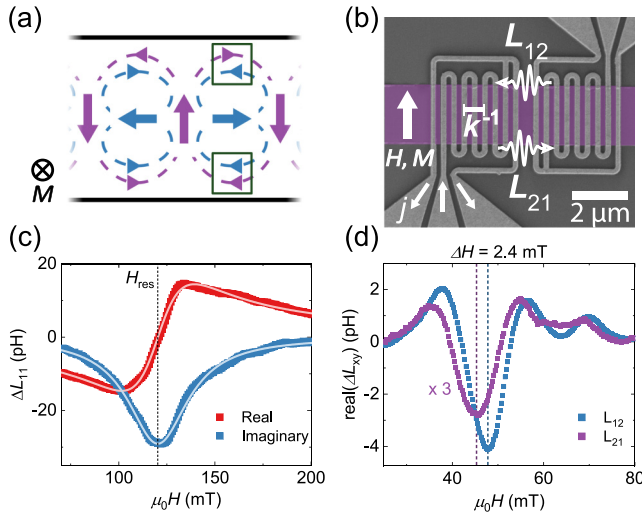 (a)
M
(b)
L12
k-1
H, M
L21
j
2 μm
(c)
Hres
ΔL11 (pH)
20
0
-20
Real
Imaginary
100
150
200
μ0H (mT)
(d)
ΔH = 2.4 mT
real(ΔLxy) (pH)
2
0
-2
-4
x 3
L12
L21
40
60
80
μ0H (mT)